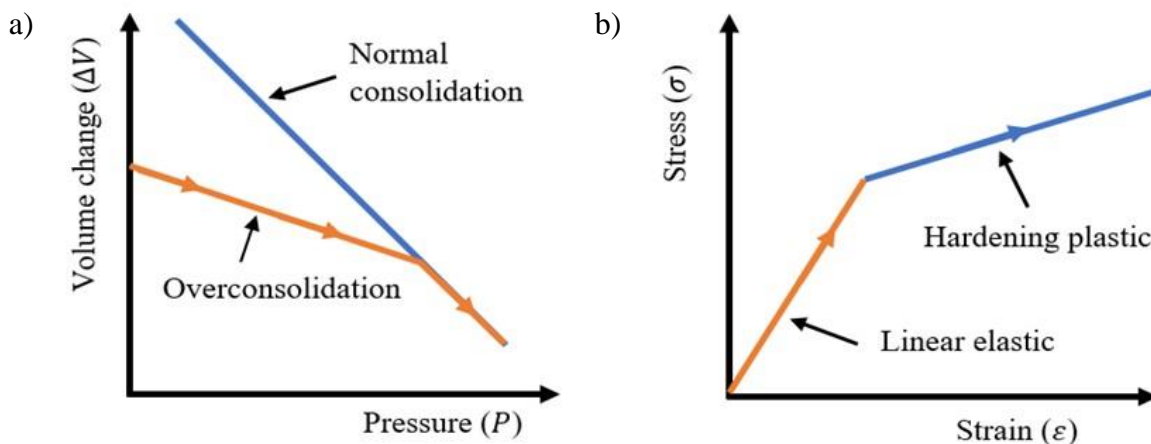 a)
Volume change (Δ𝑉)
Normal
consolidation
Overconsolidation
Pressure (𝑃)
b)
Stress (𝜎)
Hardening plastic
Linear elastic
Strain (𝜀)